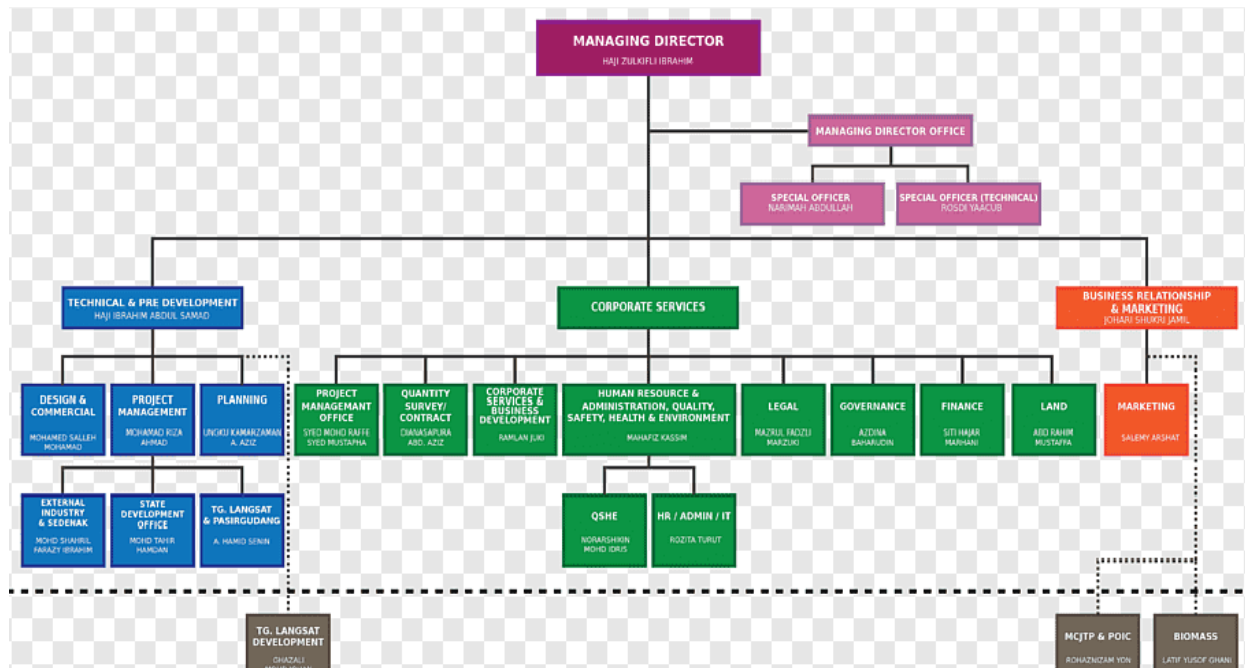 MANAGING DIRECTOR
HAJI ZULKIFLI IBRAHIM
MANAGING DIRECTOR OFFICE
SPECIAL OFFICER
NARIMAH ABDULLAH
SPECIAL OFFICER (TECHNICAL)
ROSDI YAACUB
TECHNICAL & PRE DEVELOPMENT
HAJI IBRAHIM ABDUL SAMAD
CORPORATE SERVICES
BUSINESS RELATIONSHIP
& MARKETING
JOHARI SHUKRI JAMIL
DESIGN &
COMMERCIAL
MOHAMED SALLEH
MOHAMAD
PROJECT
MANAGEMENT
MOHAMAD RIZA
AHMAD
PLANNING
UNGKU KAMARZAMAN
A. AZIZ
PROJECT
MANAGEMANT
OFFICE
SYED MOHD RAFFE
SYED MUSTAPHA
QUANTITY
SURVEY/
CONTRACT
DIANASAPURA
ABD. AZIZ
CORPORATE
SERVICES &
BUSINESS
DEVELOPMENT
RAMLAN JUKI
HUMAN RESOURCE &
ADMINISTRATION, QUALITY,
SAFETY, HEALTH & ENVIRONMENT
MAHAFIZ KASSIM
LEGAL
MAZRUL FADZLI
MARZUKI
GOVERNANCE
AZDINA
BAHARUDIN
FINANCE
SITI HAJAR
MARHANI
LAND
ABD RAHIM
MUSTAFFA
MARKETING
SALEMY ARSHAT
EXTERNAL
INDUSTRY
& SEDENAK
MOHD SHAHRIL
FARAZY IBRAHIM
STATE
DEVELOPMENT
OFFICE
MOHD TAHIR
HAMDAN
TG. LANGSAT
& PASIRGUDANG
A. HAMID SENIN
QSHE
NORARSHIKIN
MOHD IDRIS
HR / ADMIN / IT
ROZITA TURUT
TG. LANGSAT
DEVELOPMENT
GHAZALI
MCJTP & POIC
ROHAZNIZAM YON
BIOMASS
LATIF YUSOF GHANI